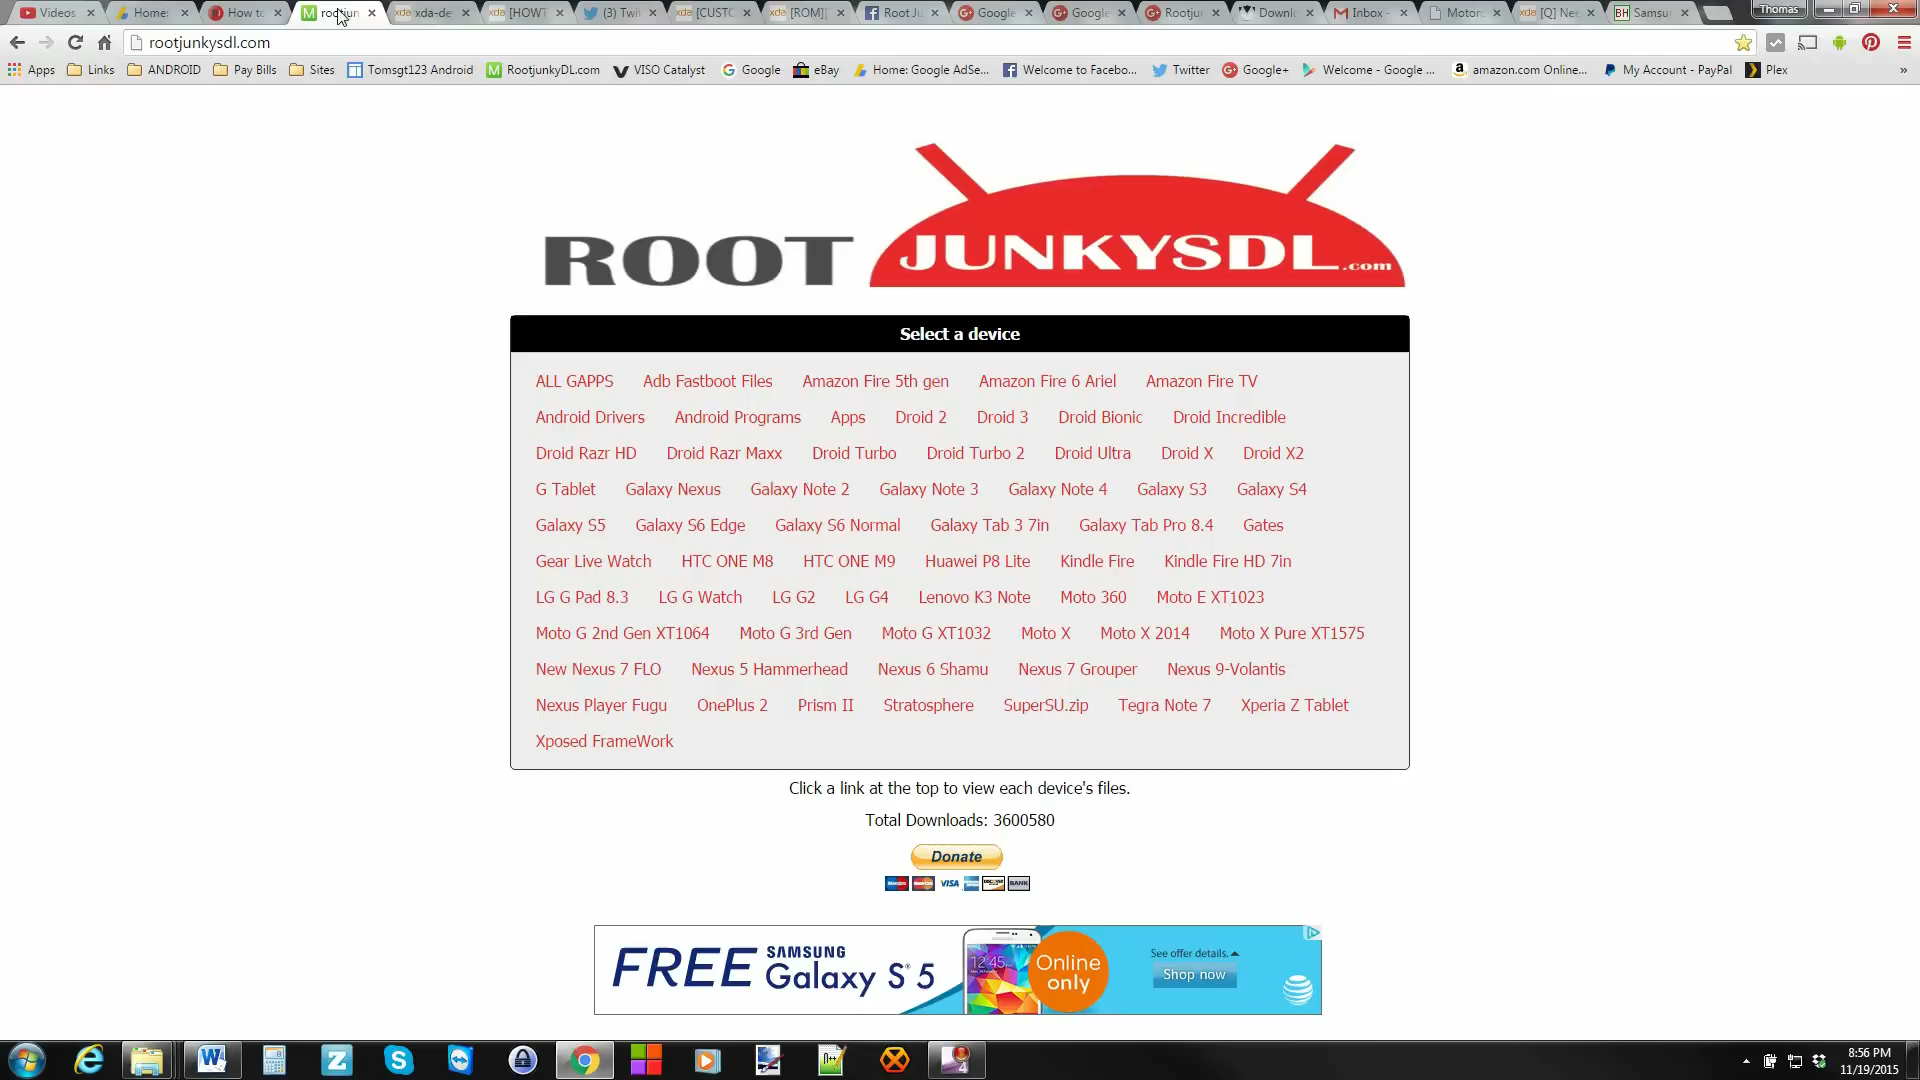 Videos
Home:
How to
rootjun
xda-de
[HOWT
(3) Twit
[CUSTC
[ROM][
Root Ju
Google
Google
Rootjun
Downlo
Inbox -
Motoro
[Q] Nee
BH Samsu
Thomas
rootjunkysdl.com
Apps Links ANDROID Pay Bills Sites Tomsgt123 Android RootjunkyDL.com VISO Catalyst Google eBay Home: Google AdSe... Welcome to Facebo... Twitter Google+ Welcome - Google ... amazon.com Online... My Account - PayPal Plex »
ROOT JUNKYSDL.com
Select a device
ALL GAPPS Adb Fastboot Files Amazon Fire 5th gen Amazon Fire 6 Ariel Amazon Fire TV
Android Drivers Android Programs Apps Droid 2 Droid 3 Droid Bionic Droid Incredible
Droid Razr HD Droid Razr Maxx Droid Turbo Droid Turbo 2 Droid Ultra Droid X Droid X2
G Tablet Galaxy Nexus Galaxy Note 2 Galaxy Note 3 Galaxy Note 4 Galaxy S3 Galaxy S4
Galaxy S5 Galaxy S6 Edge Galaxy S6 Normal Galaxy Tab 3 7in Galaxy Tab Pro 8.4 Gates
Gear Live Watch HTC ONE M8 HTC ONE M9 Huawei P8 Lite Kindle Fire Kindle Fire HD 7in
LG G Pad 8.3 LG G Watch LG G2 LG G4 Lenovo K3 Note Moto 360 Moto E XT1023
Moto G 2nd Gen XT1064 Moto G 3rd Gen Moto G XT1032 Moto X Moto X 2014 Moto X Pure XT1575
New Nexus 7 FLO Nexus 5 Hammerhead Nexus 6 Shamu Nexus 7 Grouper Nexus 9-Volantis
Nexus Player Fugu OnePlus 2 Prism II Stratosphere SuperSU.zip Tegra Note 7 Xperia Z Tablet
Xposed FrameWork
Click a link at the top to view each device's files.
Total Downloads: 3600580
Donate
VISA BANK
FREE SAMSUNG Galaxy S® 5
12:45
Online only
See offer details.
Shop now
8:56 PM
11/19/2015